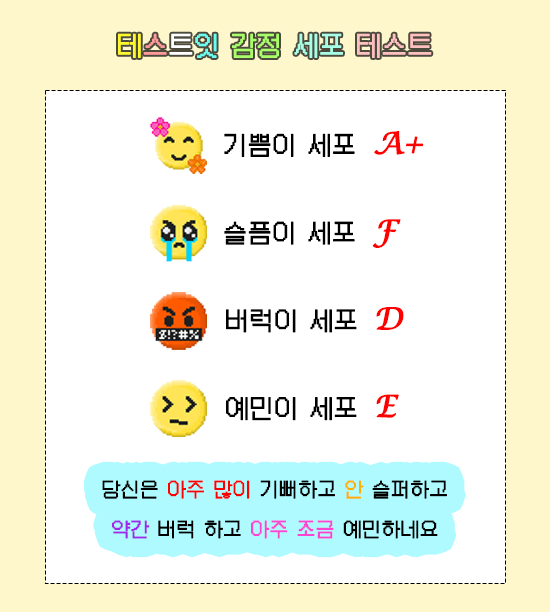 테스트잇 감정 세포 테스트
기쁨이 세포 A+
슬픔이 세포 F
버럭이 세포 D
&!?#%
예민이 세포 E
당신은 아주 많이 기뻐하고 안 슬퍼하고
약간 버럭 하고 아주 조금 예민하네요